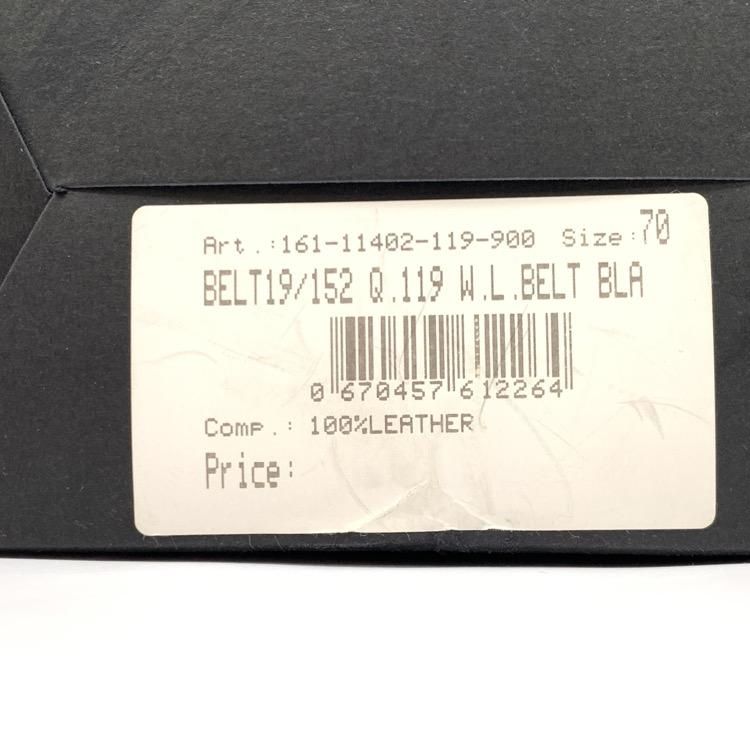 Art.:161-11402-119-900 Size:70
BELT19/152 Q.119 W.L.BELT BLA
0 670457 612264
Comp.: 100%LEATHER
Price: